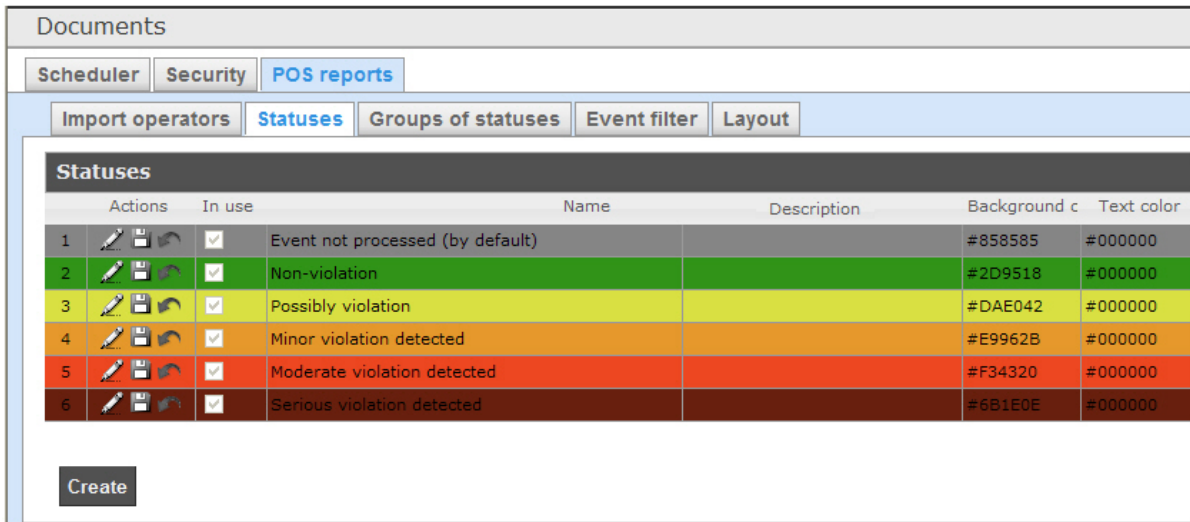 Documents
Scheduler Security POS reports
Import operators Statuses Groups of statuses Event filter Layout
Statuses
Actions In use Name Description Background c Text color
1 Event not processed (by default) #858585 #000000
2 Non-violation #2D9518 #000000
3 Possibly violation #DAE042 #000000
4 Minor violation detected #E9962B #000000
5 Moderate violation detected #F34320 #000000
6 Serious violation detected #6B1E0E #000000
Create